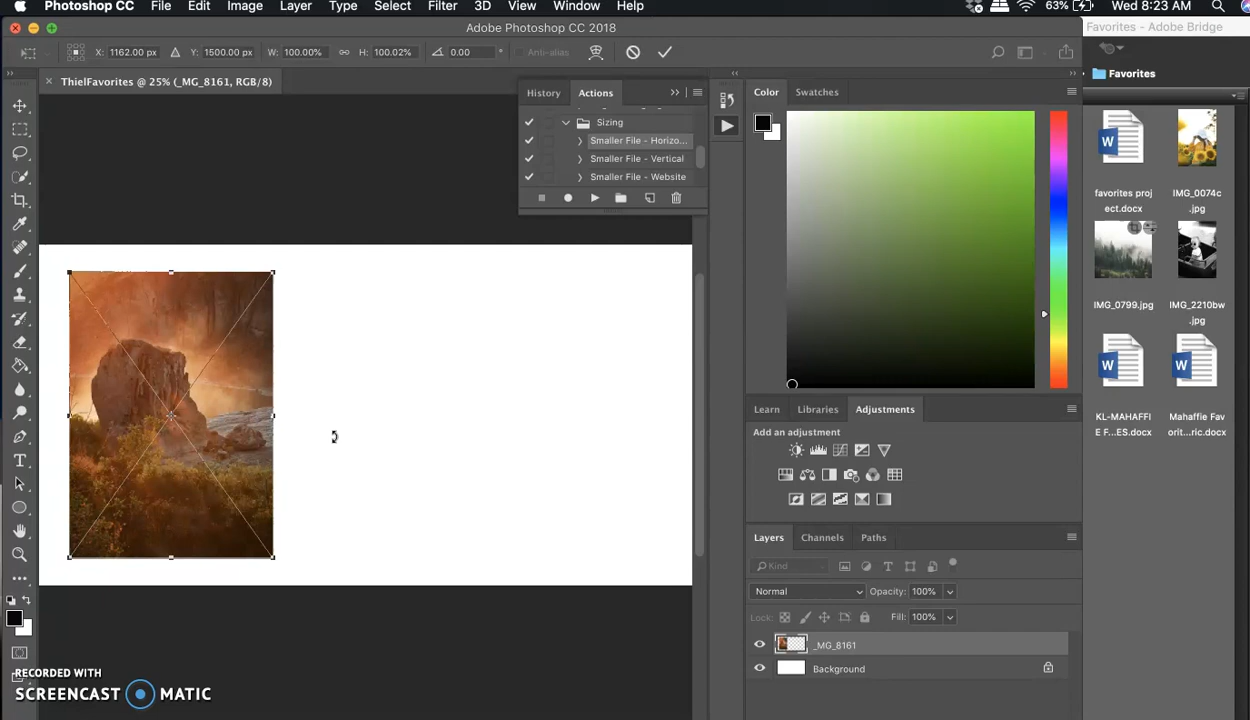 Photoshop CC File Edit Image Layer Type Select Filter 3D View Window Help 63% Wed 8:23 AM
Adobe Photoshop CC 2018
Favorites - Adobe Bridge
X: 1162.00 px Y: 1500.00 px W: 100.00% H: 100.02% 0.00 ° Anti-alias
Favorites
ThielFavorites @ 25% (_MG_8161, RGB/8)
History Actions
Color Swatches
Sizing
Smaller File - Horizo...
Smaller File - Vertical
Smaller File - Website
favorites proj
ect.docx
IMG_0074c
.jpg
IMG_0799.jpg
IMG_2210bw
.jpg
Learn Libraries Adjustments
KL-MAHAFFI
E F...ES.docx
Mahaffie Fav
orit...ric.docx
Add an adjustment
Layers Channels Paths
Kind
Normal Opacity: 100%
Lock: Fill: 100%
_MG_8161
Background
RECORDED WITH
SCREENCAST MATIC